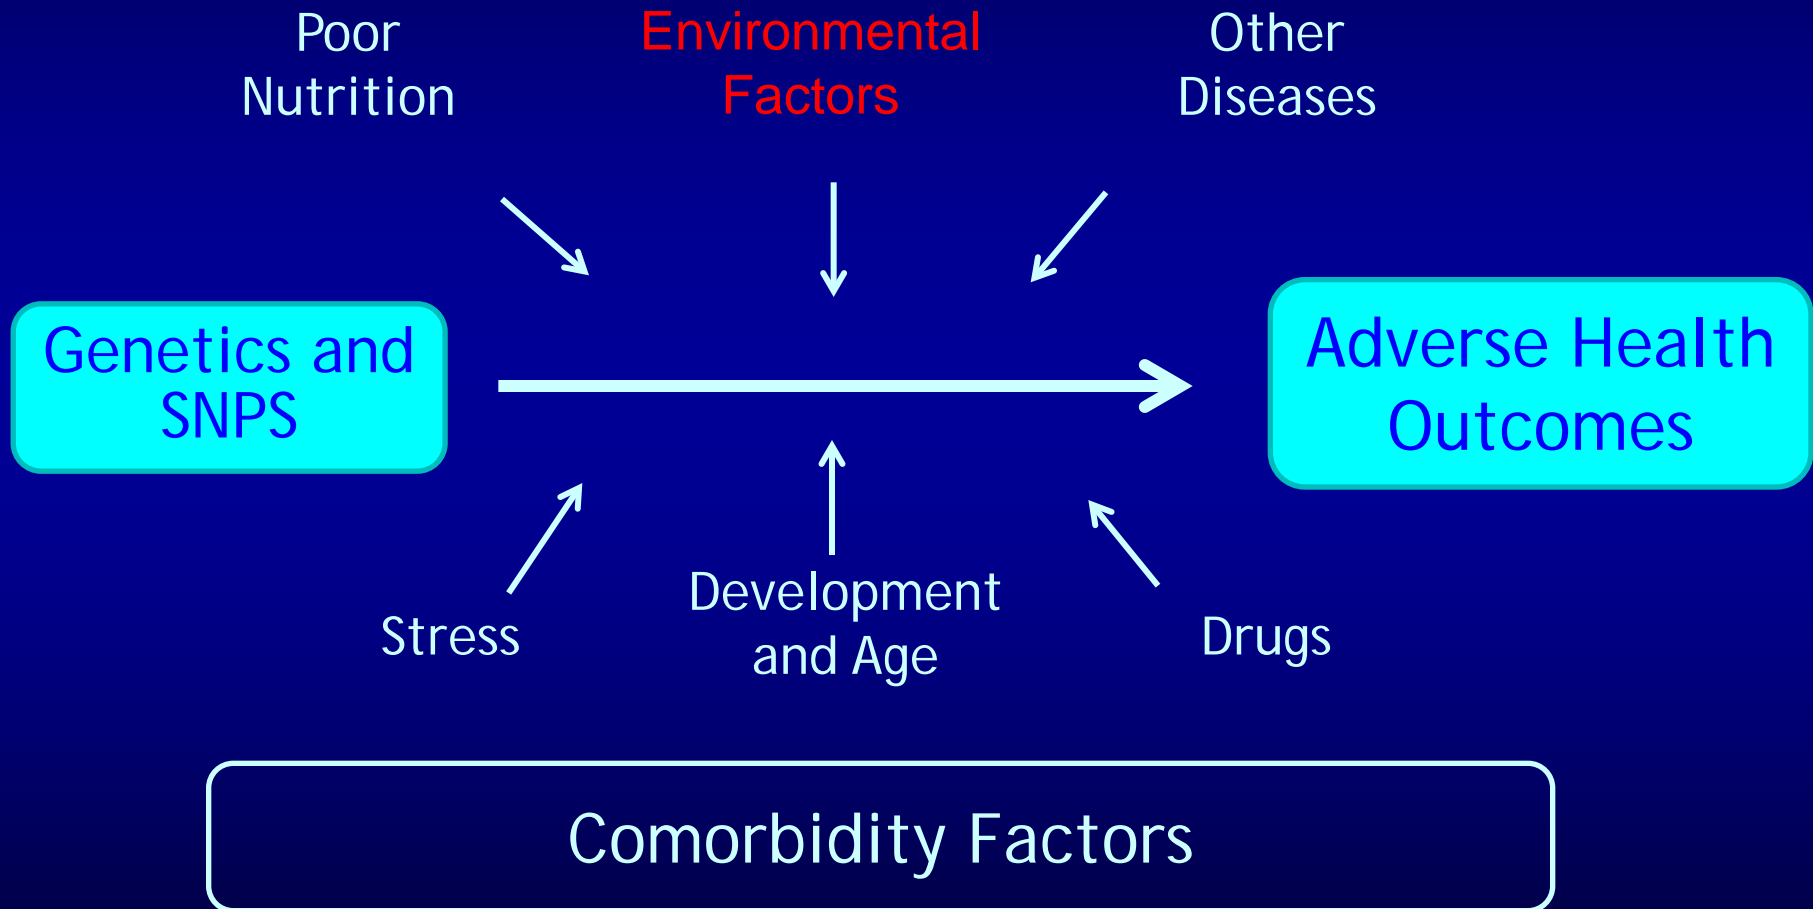 Poor
Nutrition
Environmental
Factors
Other
Diseases
Genetics and
SNPS
Adverse Health
Outcomes
Stress
Development
and Age
Drugs
Comorbidity Factors